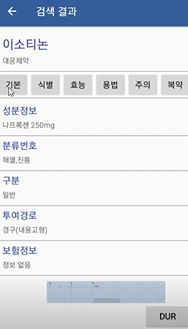 검색 결과
이소티논
대웅제약
기본 식별 효능 용법 주의 복약
성분정보
나프록센 250mg
분류번호
해열,진통
구분
일반
투여경로
경구(내용고형)
보험정보
정보 없음
DUR